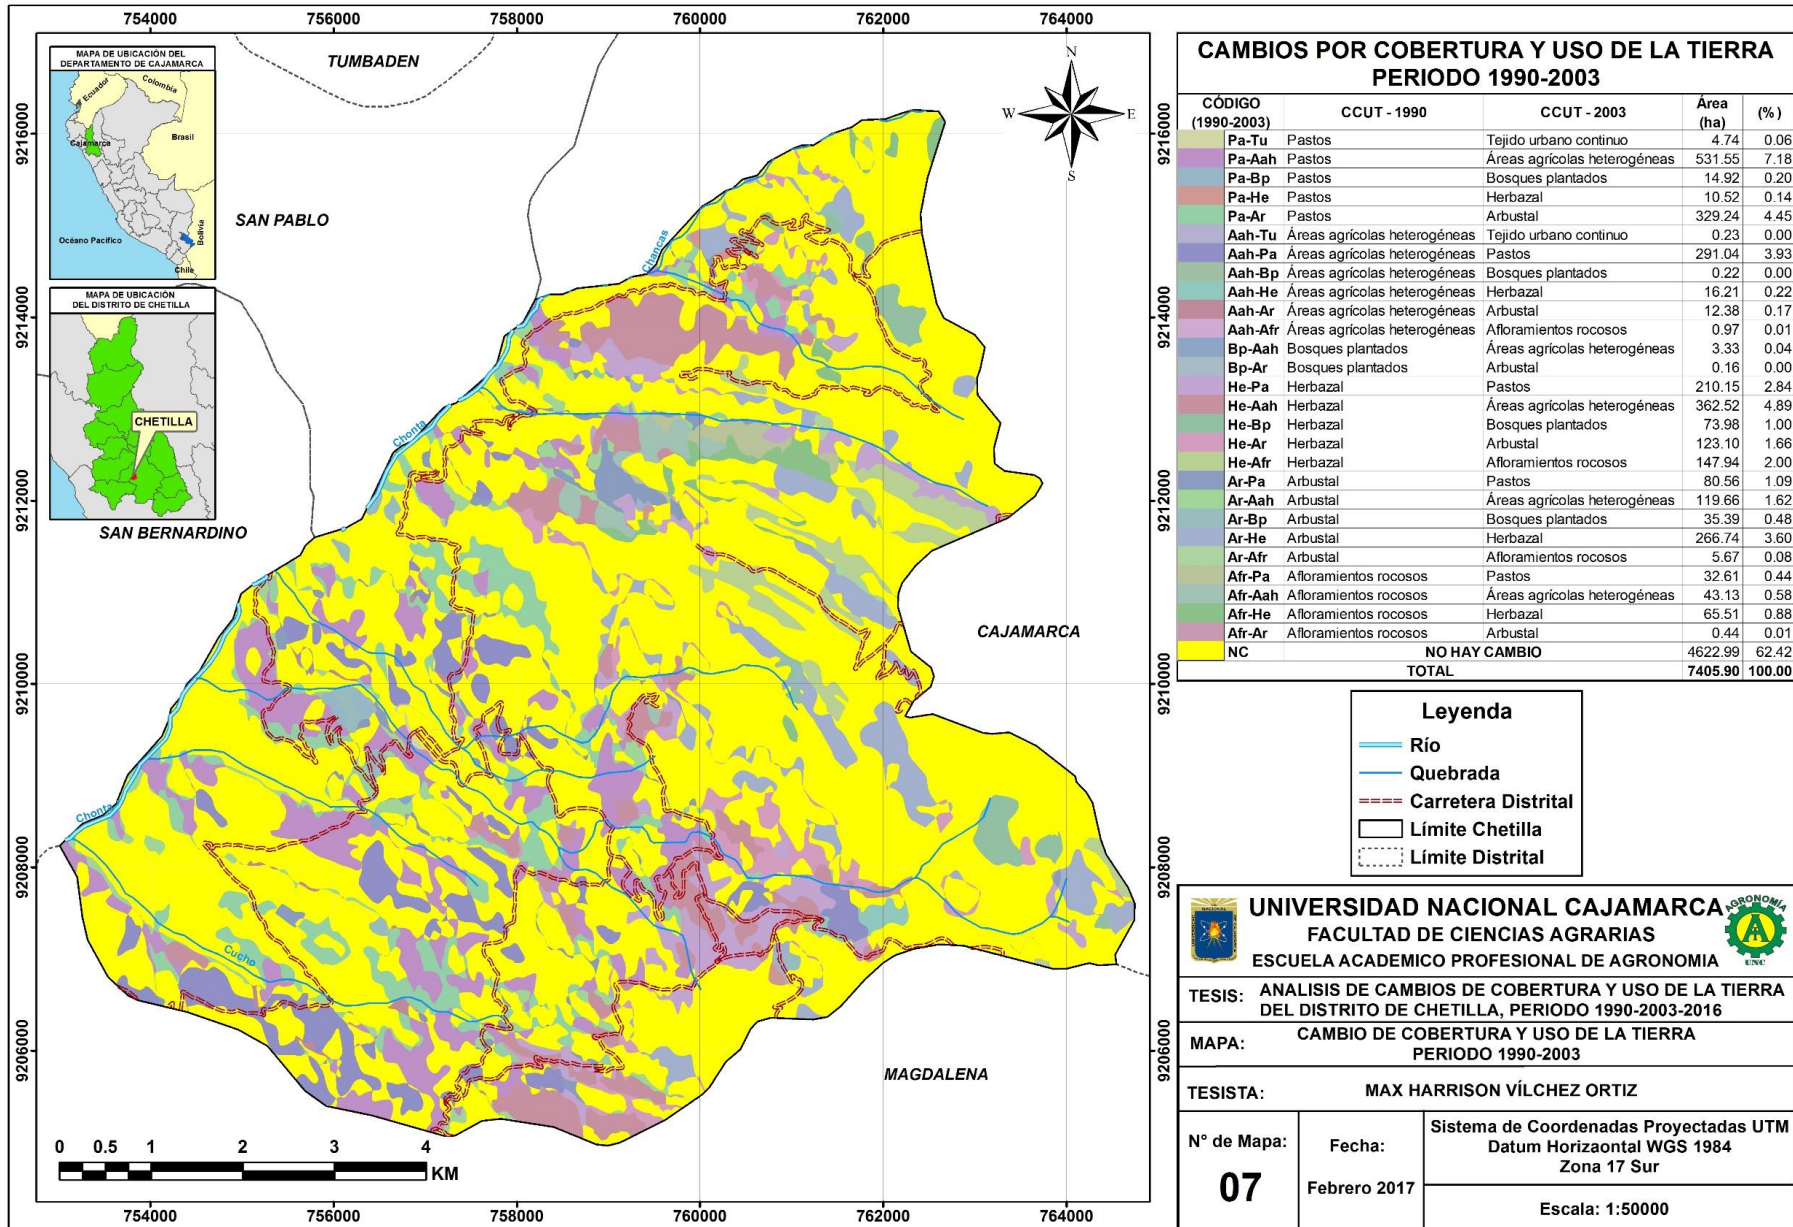 754000 756000 758000 760000 762000 764000
9216000
9214000
9212000
9210000
9208000
9206000
MAPA DE UBICACIÓN DEL
DEPARTAMENTO DE CAJAMARCA
Ecuador
Colombia
Brasil
Cajamarca
Océano Pacífico
Bolivia
Chile
MAPA DE UBICACIÓN
DEL DISTRITO DE CHETILLA
CHETILLA
TUMBADEN
SAN PABLO
SAN BERNARDINO
CAJAMARCA
MAGDALENA
N
W E
S
Chancas
Chonta
Chonta
Cucho
0 0.5 1 2 3 4
KM
754000 756000 758000 760000 762000 764000
9216000
9214000
9212000
9210000
9208000
9206000
CAMBIOS POR COBERTURA Y USO DE LA TIERRA
PERIODO 1990-2003
CÓDIGO (1990-2003) CCUT - 1990 CCUT - 2003 Área (ha) (%)
Pa-Tu Pastos Tejido urbano continuo 4.74 0.06
Pa-Aah Pastos Áreas agrícolas heterogéneas 531.55 7.18
Pa-Bp Pastos Bosques plantados 14.92 0.20
Pa-He Pastos Herbazal 10.52 0.14
Pa-Ar Pastos Arbustal 329.24 4.45
Aah-Tu Áreas agrícolas heterogéneas Tejido urbano continuo 0.23 0.00
Aah-Pa Áreas agrícolas heterogéneas Pastos 291.04 3.93
Aah-Bp Áreas agrícolas heterogéneas Bosques plantados 0.22 0.00
Aah-He Áreas agrícolas heterogéneas Herbazal 16.21 0.22
Aah-Ar Áreas agrícolas heterogéneas Arbustal 12.38 0.17
Aah-Afr Áreas agrícolas heterogéneas Afloramientos rocosos 0.97 0.01
Bp-Aah Bosques plantados Áreas agrícolas heterogéneas 3.33 0.04
Bp-Ar Bosques plantados Arbustal 0.16 0.00
He-Pa Herbazal Pastos 210.15 2.84
He-Aah Herbazal Áreas agrícolas heterogéneas 362.52 4.89
He-Bp Herbazal Bosques plantados 73.98 1.00
He-Ar Herbazal Arbustal 123.10 1.66
He-Afr Herbazal Afloramientos rocosos 147.94 2.00
Ar-Pa Arbustal Pastos 80.56 1.09
Ar-Aah Arbustal Áreas agrícolas heterogéneas 119.66 1.62
Ar-Bp Arbustal Bosques plantados 35.39 0.48
Ar-He Arbustal Herbazal 266.74 3.60
Ar-Afr Arbustal Afloramientos rocosos 5.67 0.08
Afr-Pa Afloramientos rocosos Pastos 32.61 0.44
Afr-Aah Afloramientos rocosos Áreas agrícolas heterogéneas 43.13 0.58
Afr-He Afloramientos rocosos Herbazal 65.51 0.88
Afr-Ar Afloramientos rocosos Arbustal 0.44 0.01
NC NO HAY CAMBIO 4622.99 62.42
TOTAL 7405.90 100.00
Leyenda
Río
Quebrada
Carretera Distrital
Límite Chetilla
Límite Distrital
UNIVERSIDAD NACIONAL CAJAMARCA
FACULTAD DE CIENCIAS AGRARIAS
ESCUELA ACADEMICO PROFESIONAL DE AGRONOMIA
AGRONOMÍA
UNC
TESIS: ANALISIS DE CAMBIOS DE COBERTURA Y USO DE LA TIERRA
DEL DISTRITO DE CHETILLA, PERIODO 1990-2003-2016
MAPA: CAMBIO DE COBERTURA Y USO DE LA TIERRA
PERIODO 1990-2003
TESISTA: MAX HARRISON VÍLCHEZ ORTIZ
N° de Mapa:
07
Fecha:
Febrero 2017
Sistema de Coordenadas Proyectadas UTM
Datum Horizaontal WGS 1984
Zona 17 Sur
Escala: 1:50000